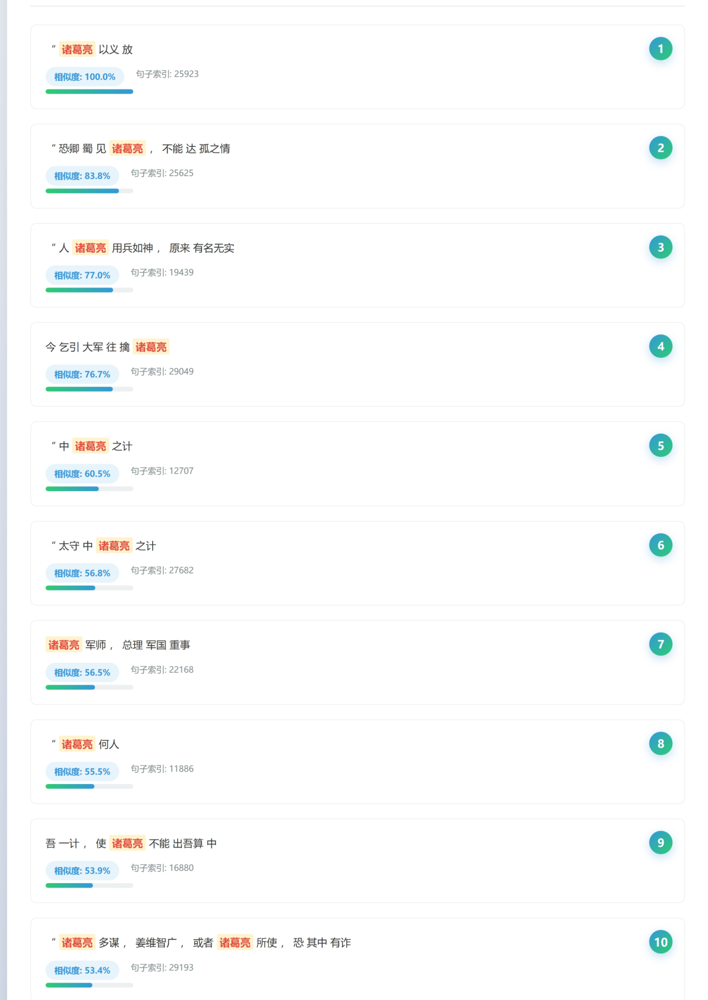 “ 诸葛亮 以义 放
1
相似度: 100.0% 句子索引: 25923
“ 恐卿 蜀 见 诸葛亮 ， 不能 达 孤之情
2
相似度: 83.8% 句子索引: 25625
“ 人 诸葛亮 用兵如神 ， 原来 有名无实
3
相似度: 77.0% 句子索引: 19439
今 乞引 大军 往 擒 诸葛亮
4
相似度: 76.7% 句子索引: 29049
“ 中 诸葛亮 之计
5
相似度: 60.5% 句子索引: 12707
“ 太守 中 诸葛亮 之计
6
相似度: 56.8% 句子索引: 27682
诸葛亮 军师 ， 总理 军国 重事
7
相似度: 56.5% 句子索引: 22168
“ 诸葛亮 何人
8
相似度: 55.5% 句子索引: 11886
吾 一计 ， 使 诸葛亮 不能 出吾算 中
9
相似度: 53.9% 句子索引: 16880
“ 诸葛亮 多谋 ， 姜维智广 ， 或者 诸葛亮 所使 ， 恐 其中 有诈
10
相似度: 53.4% 句子索引: 29193